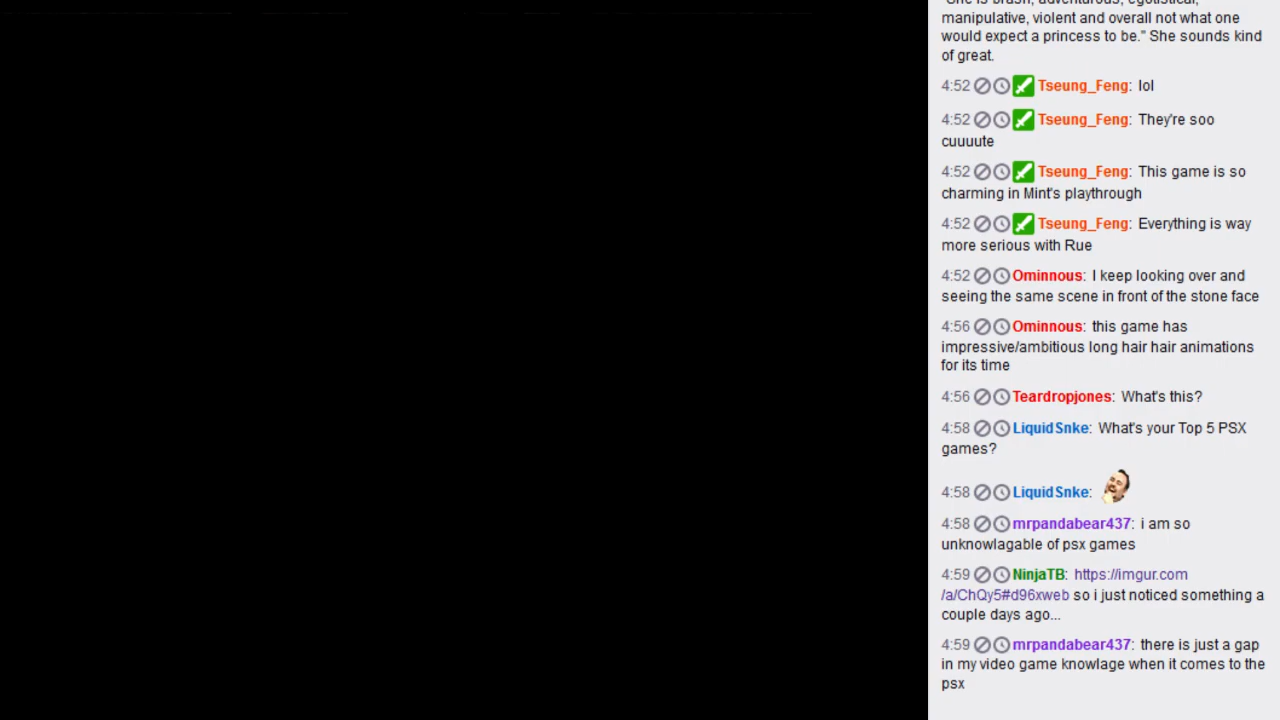 "She is brash, adventurous, egotistical,
manipulative, violent and overall not what one
would expect a princess to be." She sounds kind
of great.
4:52 Tseung_Feng: lol
4:52 Tseung_Feng: They're soo
cuuuute
4:52 Tseung_Feng: This game is so
charming in Mint's playthrough
4:52 Tseung_Feng: Everything is way
more serious with Rue
4:52 Ominnous: I keep looking over and
seeing the same scene in front of the stone face
4:56 Ominnous: this game has
impressive/ambitious long hair hair animations
for its time
4:56 Teardropjones: What's this?
4:58 LiquidSnke: What's your Top 5 PSX
games?
4:58 LiquidSnke:
4:58 mrpandabear437: i am so
unknowlagable of psx games
4:59 NinjaTB: https://imgur.com
/a/ChQy5#d96xweb so i just noticed something a
couple days ago...
4:59 mrpandabear437: there is just a gap
in my video game knowlage when it comes to the
psx